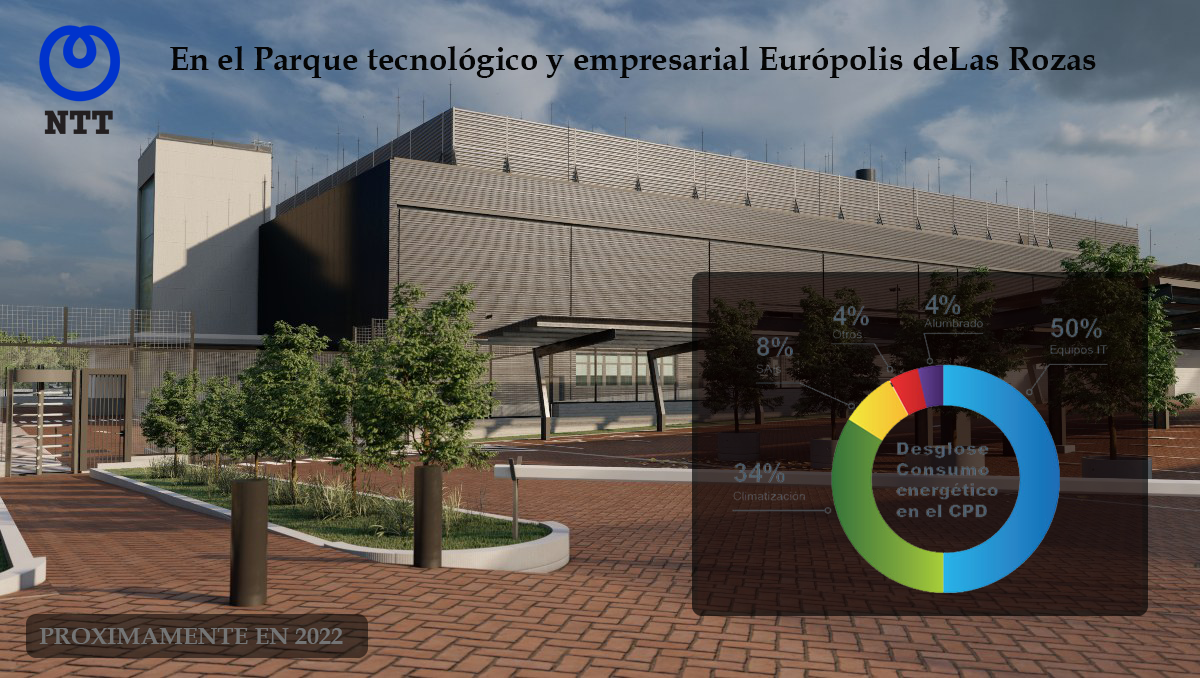 En el Parque tecnológico y empresarial Európolis deLas Rozas
NTT
4%
Otros
4%
Alumbrado
50%
Equipos IT
8%
SAI
34%
Climatización
Desglose
Consumo
energético
en el CPD
PROXIMAMENTE EN 2022